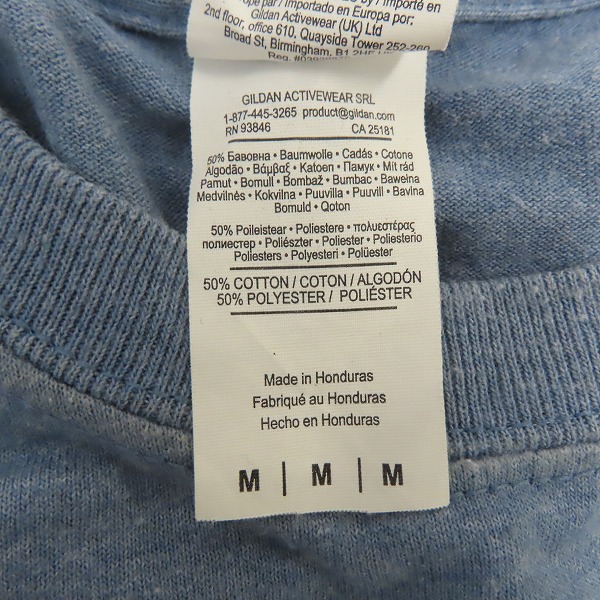 par / Importado en Europa por;
Gildan Activewear (UK) Ltd
2nd floor, office 610, Quayside Tower 252-260
Broad St, Birmingham, B1
GILDAN ACTIVEWEAR SRL
1-877-445-3265 product@gildan.com
RN 93846 CA 25181
50% Бавовна • Baumwolle • Cadás • Cotone
Algodão • Βάμβαξ • Katoen • Памук • Mít rád
Pamut • Bomull • Bombaž • Bumbac • Bawełna
Medvilnės • Kokvilna • Puuvilla • Puuvill • Bavlna
Bomuld • Qoton
50% Poileistear • Poliestere • πολυεστέρας
полиестер • Poliészter • Poliester • Poliesterio
Poliesters • Polyesteri • Polüester
50% COTTON / COTON / ALGODÓN
50% POLYESTER / POLIÉSTER
Made in Honduras
Fabriqué au Honduras
Hecho en Honduras
M | M | M